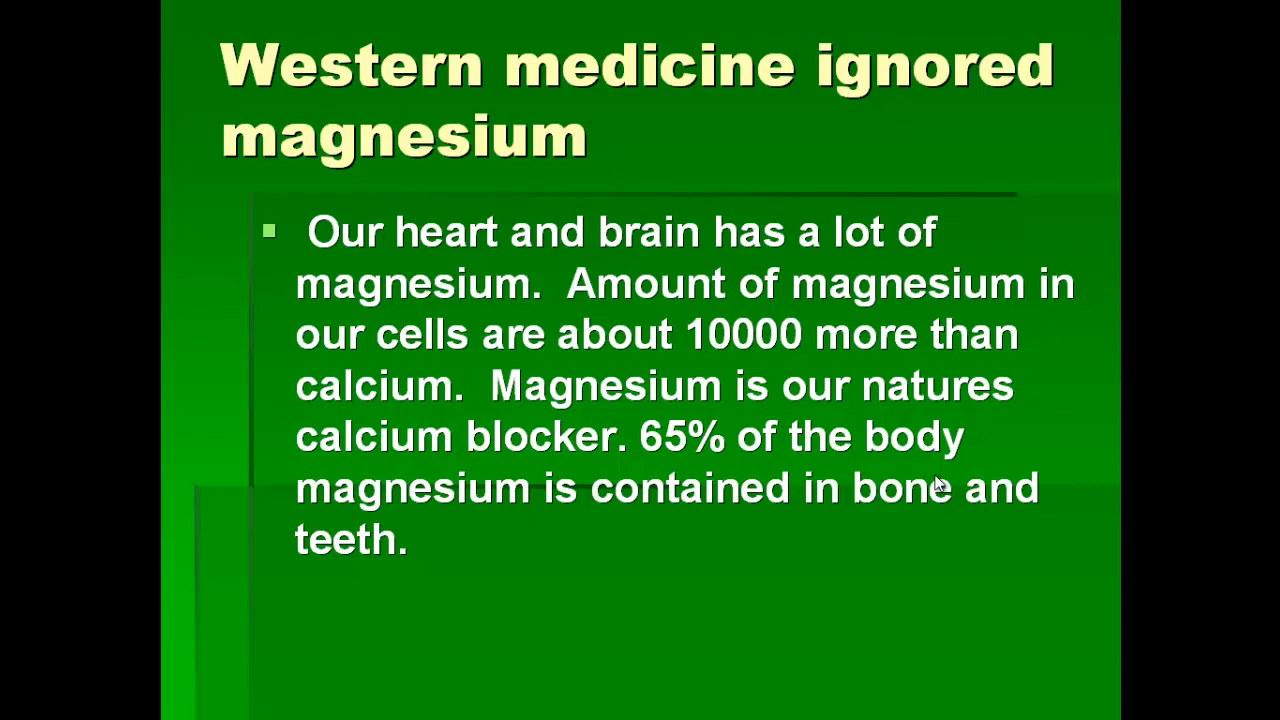 Western medicine ignored
magnesium
Our heart and brain has a lot of
magnesium. Amount of magnesium in
our cells are about 10000 more than
calcium. Magnesium is our natures
calcium blocker. 65% of the body
magnesium is contained in bone and
teeth.